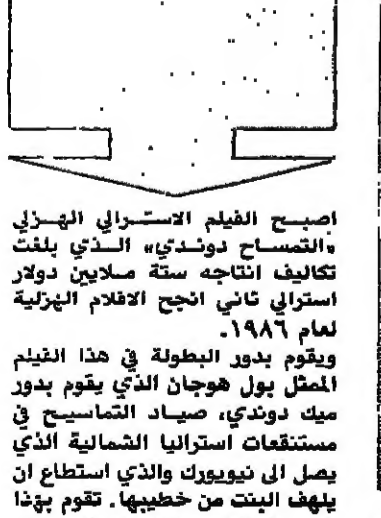 اصبح الفيلم الاسترالي الهزلي
«التمساح دوندي» الذي بلغت
تكاليف انتاجه ستة ملايين دولار
استرالي ثاني انجح الافلام الهزلية
لعام ١٩٨٦.
ويقوم بدور البطولة في هذا الفيلم
الممثل بول هوجان الذي يقوم بدور
ميك دوندي، صياد التماسيح في
مستنقعات استراليا الشمالية الذي
يصل الى نيويورك والذي استطاع ان
يلهف البنت من خطيبها. تقوم بهذا